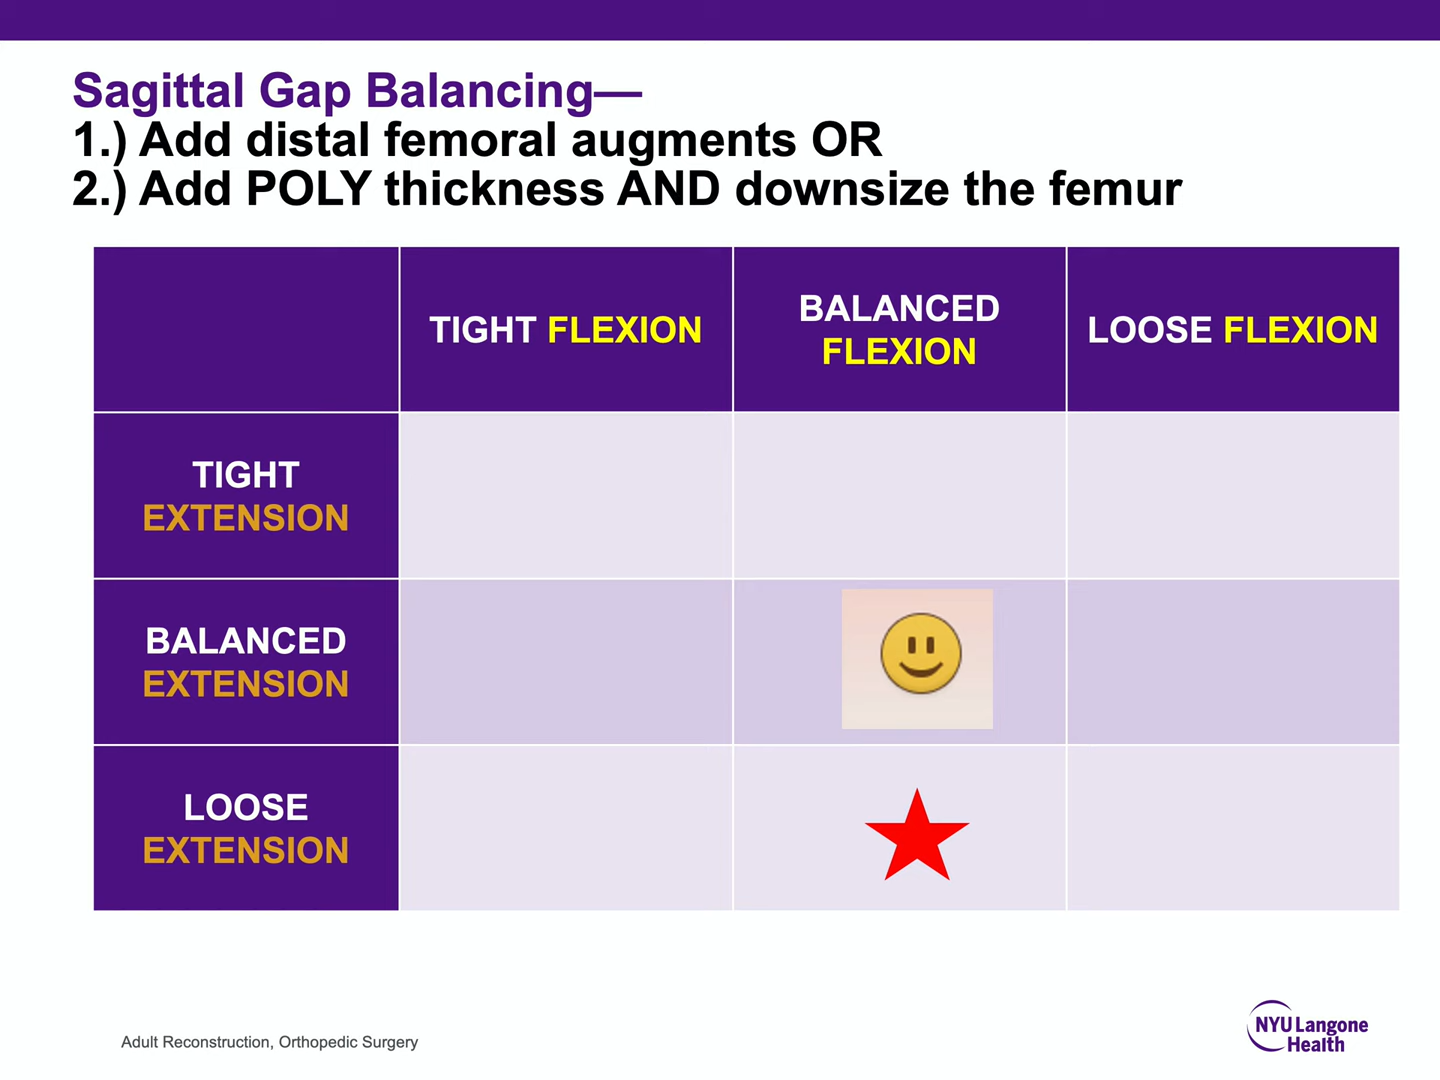 Sagittal Gap Balancing—
1.) Add distal femoral augments OR
2.) Add POLY thickness AND downsize the femur
TIGHT FLEXION
BALANCED
FLEXION
LOOSE FLEXION
TIGHT
EXTENSION
BALANCED
EXTENSION
LOOSE
EXTENSION
Adult Reconstruction, Orthopedic Surgery
NYU Langone
Health